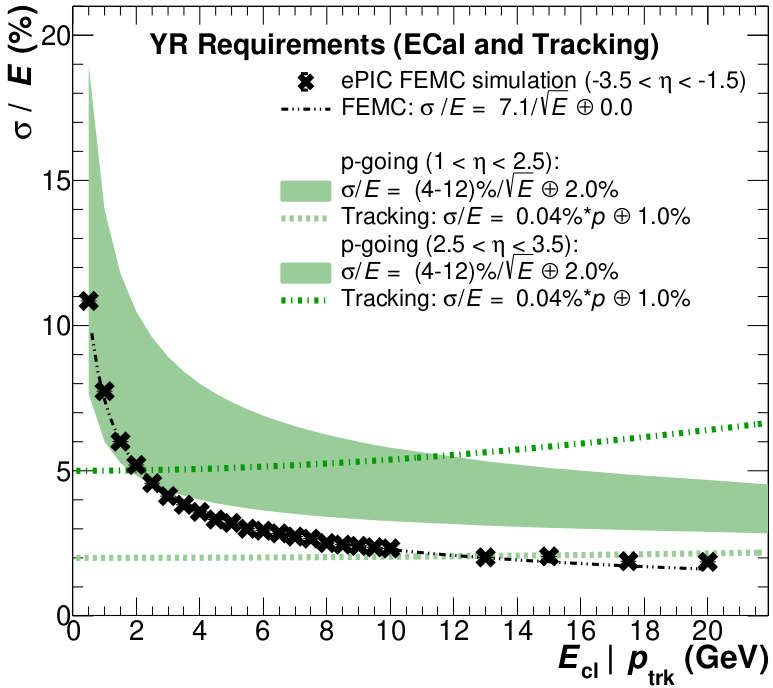 YR Requirements (ECal and Tracking)
ePIC FEMC simulation (-3.5 < η < -1.5)
FEMC: σ /E = 7.1/√E ⊕ 0.0
p-going (1 < η < 2.5):
σ/E = (4-12)%/√E ⊕ 2.0%
Tracking: σ/E = 0.04%*p ⊕ 1.0%
p-going (2.5 < η < 3.5):
σ/E = (4-12)%/√E ⊕ 2.0%
Tracking: σ/E = 0.04%*p ⊕ 1.0%
σ / E (%)
20
15
10
5
0
0 2 4 6 8 10 12 14 16 18 20
E_cl | p_trk (GeV)